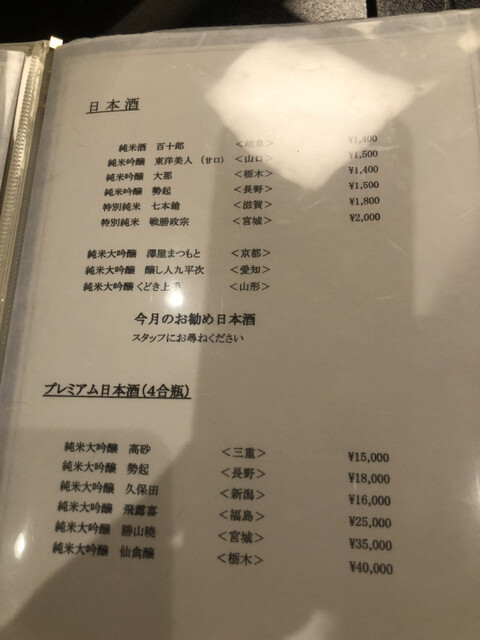 日本酒
純米酒 百十郎 <岐阜> ¥1,400
純米吟醸 東洋美人 (甘口) <山口> ¥1,500
純米吟醸 大那 <栃木> ¥1,400
純米吟醸 勢起 <長野> ¥1,500
特別純米 七本鎗 <滋賀> ¥1,800
特別純米 戦勝政宗 <宮城> ¥2,000
純米大吟醸 澤屋まつもと <京都>
純米大吟醸 醸し人九平次 <愛知>
純米大吟醸 くどき上手 <山形>
今月のお勧め日本酒
スタッフにお尋ねください
プレミアム日本酒(4合瓶)
純米大吟醸 高砂 <三重> ¥15,000
純米大吟醸 勢起 <長野> ¥18,000
純米大吟醸 久保田 <新潟> ¥16,000
純米大吟醸 飛露喜 <福島> ¥25,000
純米大吟醸 勝山暁 <宮城> ¥35,000
純米大吟醸 仙禽醸 <栃木> ¥40,000